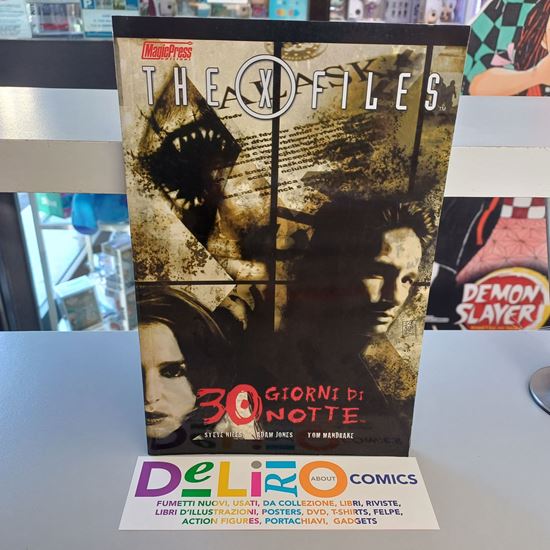 MagicPress
THE X FILES
ALASK
30 GIORNI DI
NOTTE
STEVE NILES ADAM JONES TOM MANDRAKE
DEMON
SLAYER
DeLiRiO ABOUT COMICS
FUMETTI NUOVI, USATI, DA COLLEZIONE, LIBRI, RIVISTE,
LIBRI D'ILLUSTRAZIONI, POSTERS, DVD, T-SHIRTS, FELPE,
ACTION FIGURES, PORTACHIAVI, GADGETS